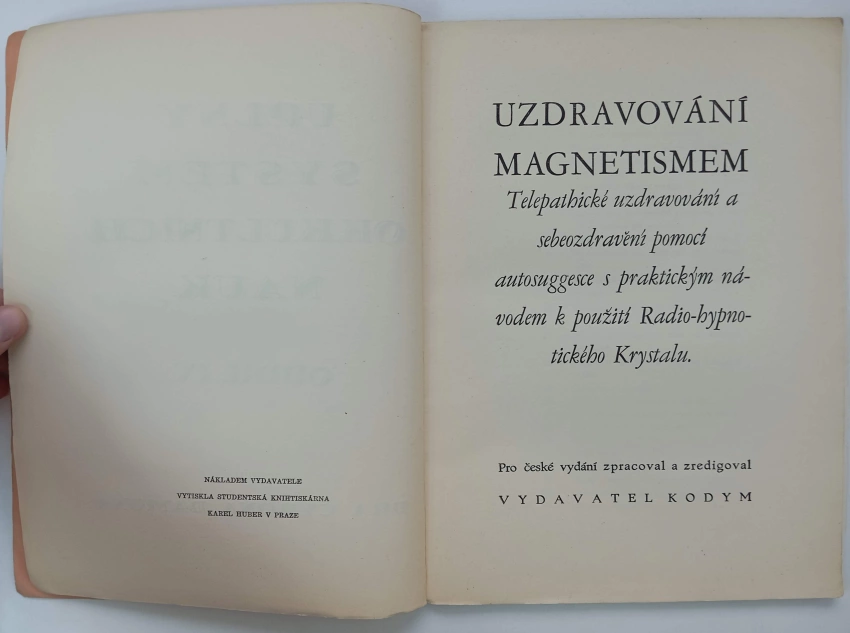 NÁKLADEM VYDAVATELE
VYTISKLA STUDENTSKÁ KNIHTISKÁRNA
KAREL HUBER V PRAZE
UZDRAVOVÁNÍ
MAGNETISMEM
Telepathické uzdravování a
sebeozdravění pomocí
autosuggesce s praktickým ná-
vodem k použití Radio-hypno-
tického Krystalu.
Pro české vydání zpracoval a zredigoval
VYDAVATEL KODYM